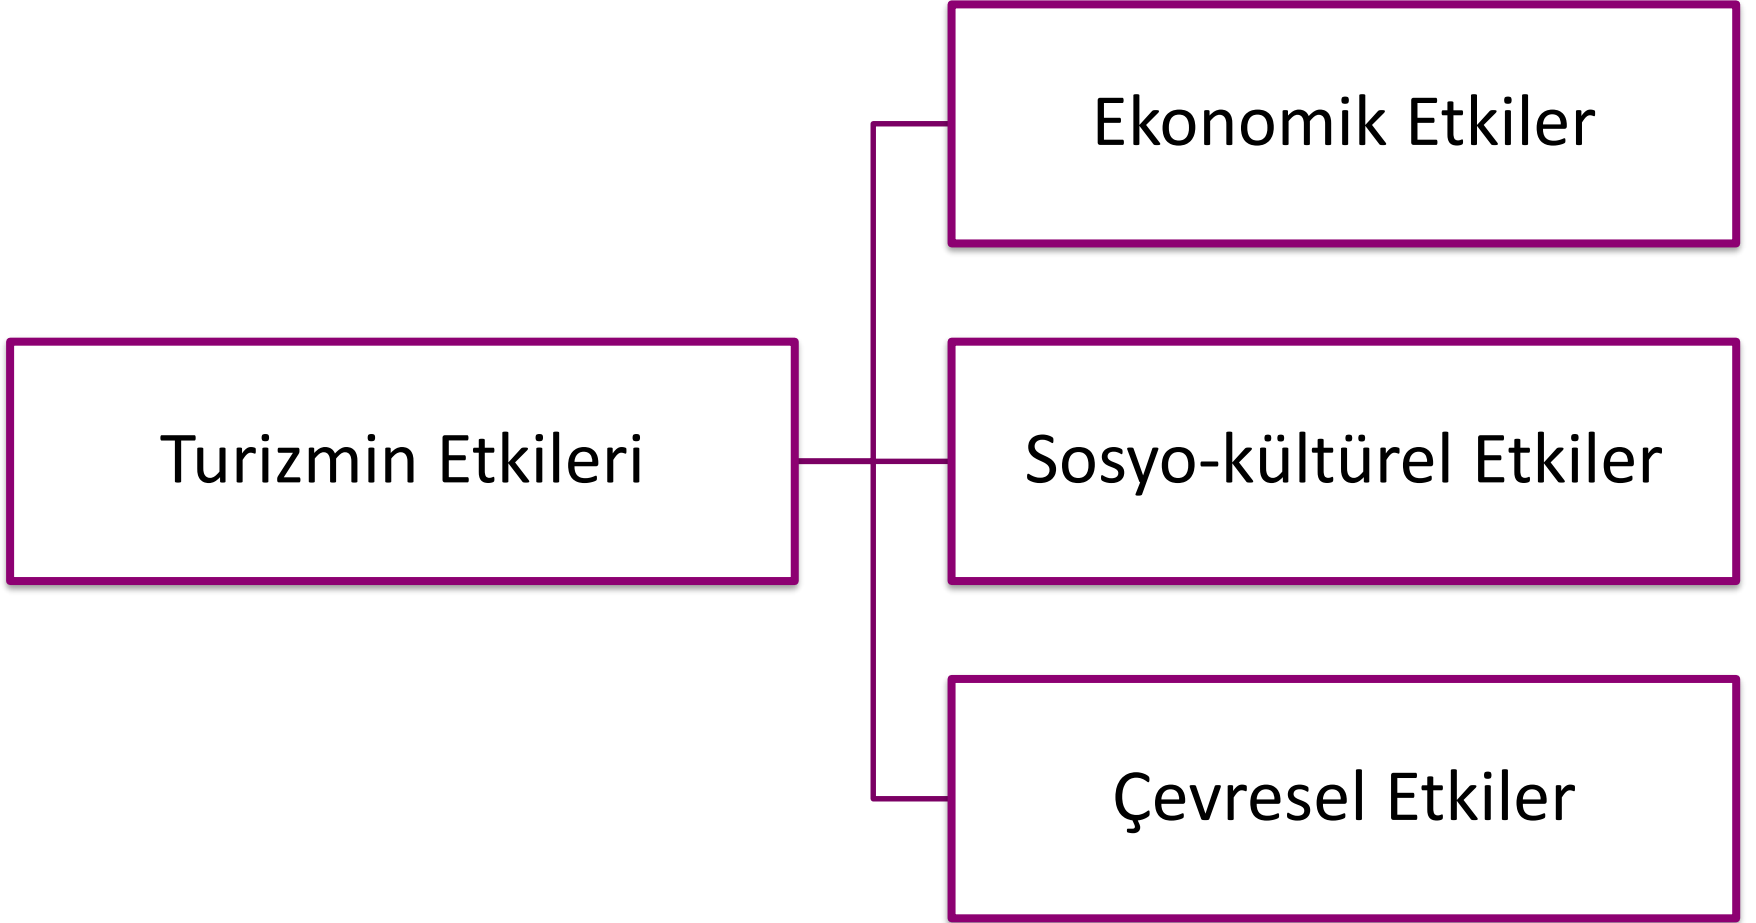 Ekonomik Etkiler
Turizmin Etkileri
Sosyo-kültürel Etkiler
Çevresel Etkiler